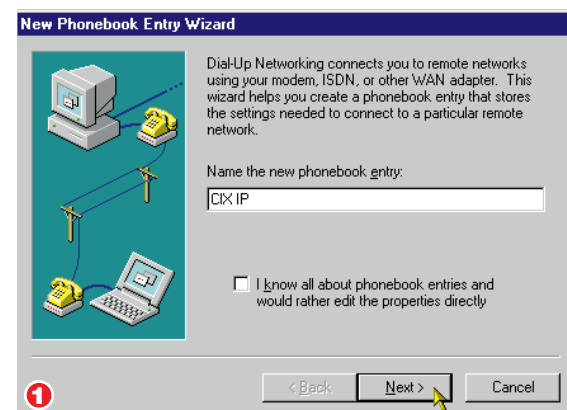 New Phonebook Entry Wizard
Dial-Up Networking connects you to remote networks
using your modem, ISDN, or other WAN adapter. This
wizard helps you create a phonebook entry that stores
the settings needed to connect to a particular remote
network.
Name the new phonebook entry:
CIX IP
I know all about phonebook entries and
would rather edit the properties directly
1
< Back
Next >
Cancel